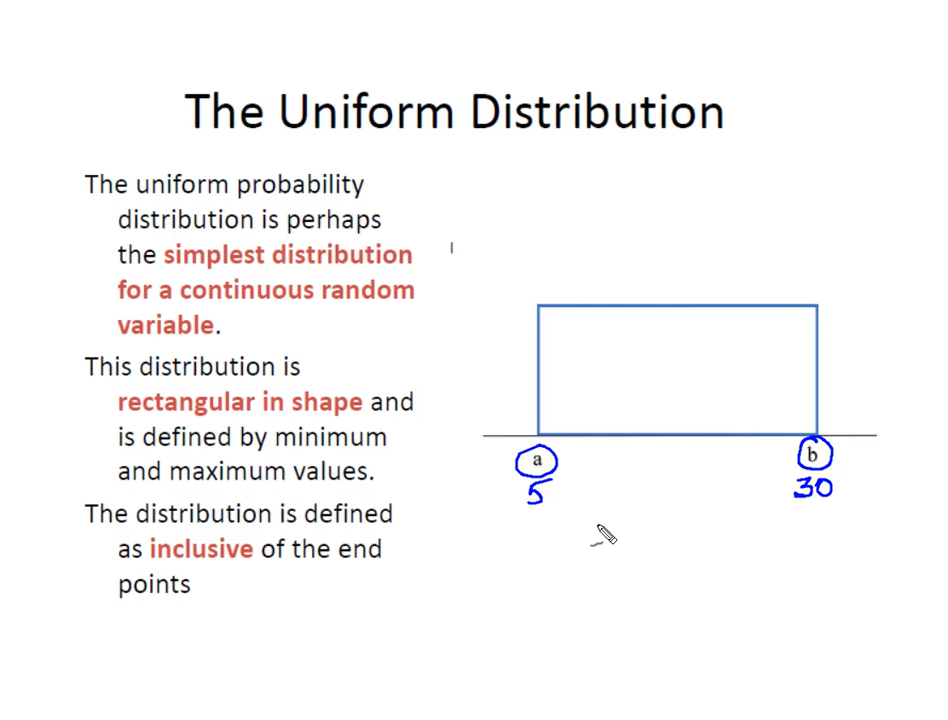 The Uniform Distribution
The uniform probability
distribution is perhaps
the simplest distribution
for a continuous random
variable.
This distribution is
rectangular in shape and
is defined by minimum
and maximum values.
The distribution is defined
as inclusive of the end
points
a b
5 30